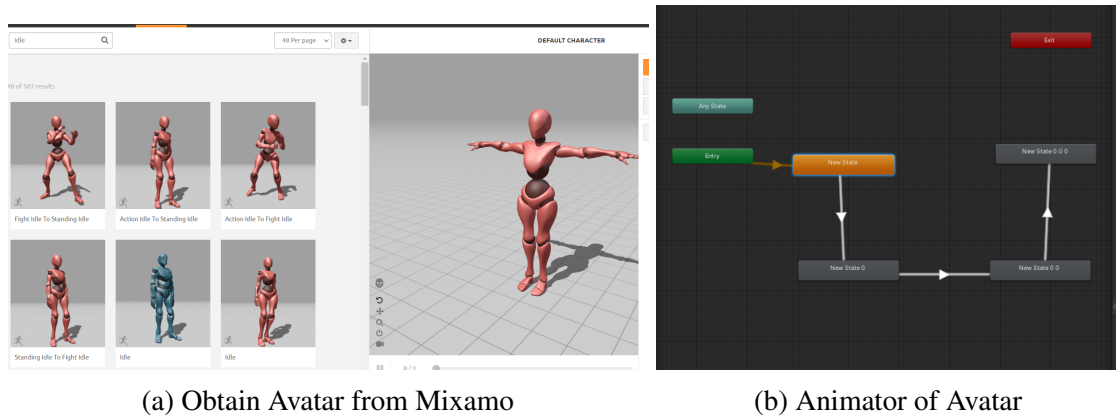 Idle
48 Per page
DEFAULT CHARACTER
48 of 507 results
Fight Idle To Standing Idle
Action Idle To Standing Idle
Action Idle To Fight Idle
Standing Idle To Fight Idle
Idle
Idle
0 / 0
Exit
Any State
Entry
New State
New State 0 0 0
New State 0
New State 0 0
(a) Obtain Avatar from Mixamo
(b) Animator of Avatar